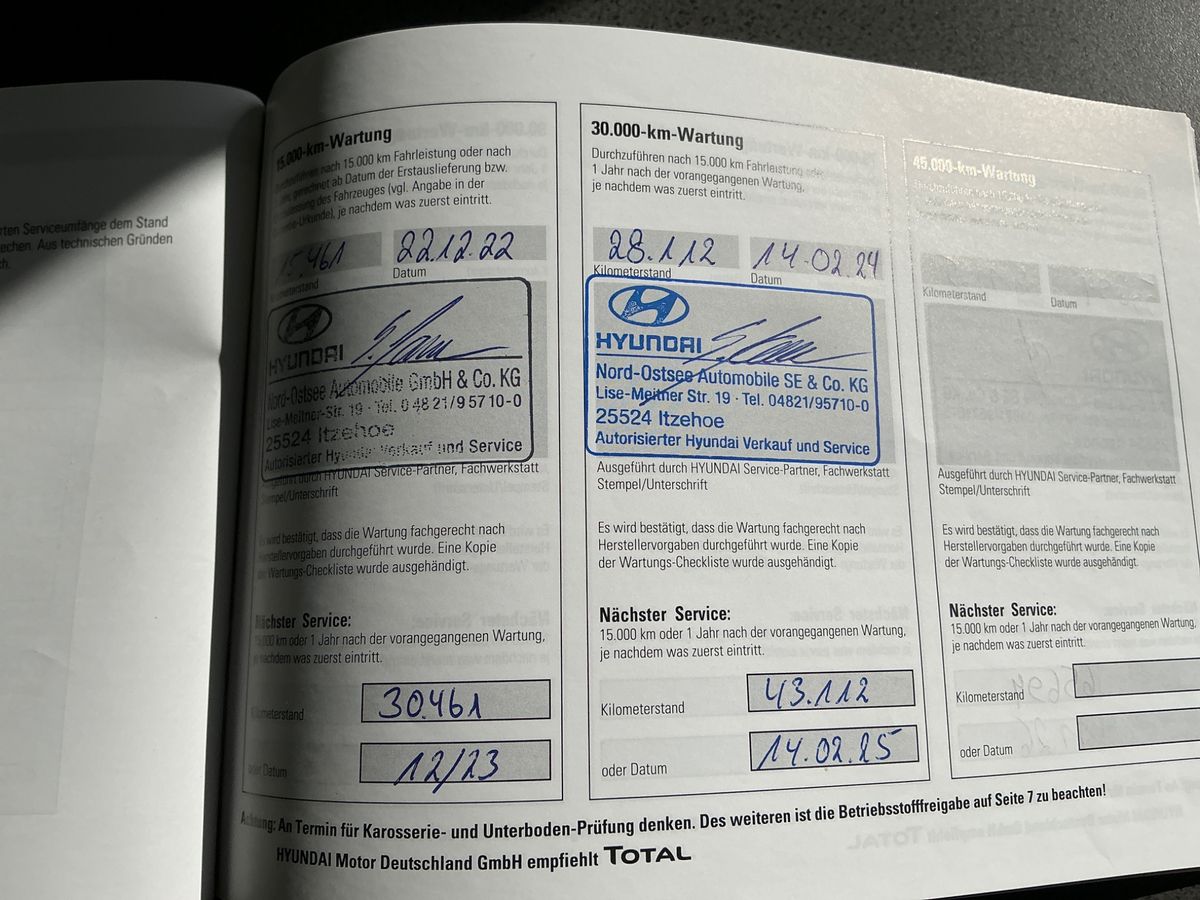 rten Serviceumfänge dem Stand
echen. Aus technischen Gründen
ch.
15.000-km-Wartung
Durchzuführen nach 15.000 km Fahrleistung oder nach
gerechnet ab Datum der Erstauslieferung bzw.
des Fahrzeuges (vgl. Angabe in der
je nachdem was zuerst eintritt.
15.461
22.12.22
Kilometerstand
Datum
HYUNDAI
Nord-Ostsee Automobile GmbH & Co. KG
Lise-Meitner-Str. 19 · Tel. 04821/95710-0
25524 Itzehoe
Autorisierter Hyundai Verkauf und Service
durch HYUNDAI Service-Partner, Fachwerkstatt
Stempel/Unterschrift
Es wird bestätigt, dass die Wartung fachgerecht nach
Herstellervorgaben durchgeführt wurde. Eine Kopie
der Wartungs-Checkliste wurde ausgehändigt.
Nächster Service:
15.000 km oder 1 Jahr nach der vorangegangenen Wartung,
je nachdem was zuerst eintritt.
Kilometerstand
30.461
oder Datum
12/23
30.000-km-Wartung
Durchzuführen nach 15.000 km Fahrleistung oder
1 Jahr nach der vorangegangenen Wartung,
je nachdem was zuerst eintritt.
28.112
14.02.24
Kilometerstand
Datum
HYUNDAI
Nord-Ostsee Automobile SE & Co. KG
Lise-Meitner Str. 19 · Tel. 04821/95710-0
25524 Itzehoe
Autorisierter Hyundai Verkauf und Service
Ausgeführt durch HYUNDAI Service-Partner, Fachwerkstatt
Stempel/Unterschrift
Es wird bestätigt, dass die Wartung fachgerecht nach
Herstellervorgaben durchgeführt wurde. Eine Kopie
der Wartungs-Checkliste wurde ausgehändigt.
Nächster Service:
15.000 km oder 1 Jahr nach der vorangegangenen Wartung,
je nachdem was zuerst eintritt.
Kilometerstand
43.112
oder Datum
14.02.25
45.000-km-Wartung
Kilometerstand
Datum
Ausgeführt durch HYUNDAI Service-Partner, Fachwerkstatt
Stempel/Unterschrift
Es wird bestätigt, dass die Wartung fachgerecht nach
Herstellervorgaben durchgeführt wurde. Eine Kopie
der Wartungs-Checkliste wurde ausgehändigt.
Nächster Service:
15.000 km oder 1 Jahr nach der vorangegangenen Wartung,
je nachdem was zuerst eintritt.
Kilometerstand
oder Datum
Achtung: An Termin für Karosserie- und Unterboden-Prüfung denken. Des weiteren ist die Betriebsstofffreigabe auf Seite 7 zu beachten!
HYUNDAI Motor Deutschland GmbH empfiehlt TOTAL